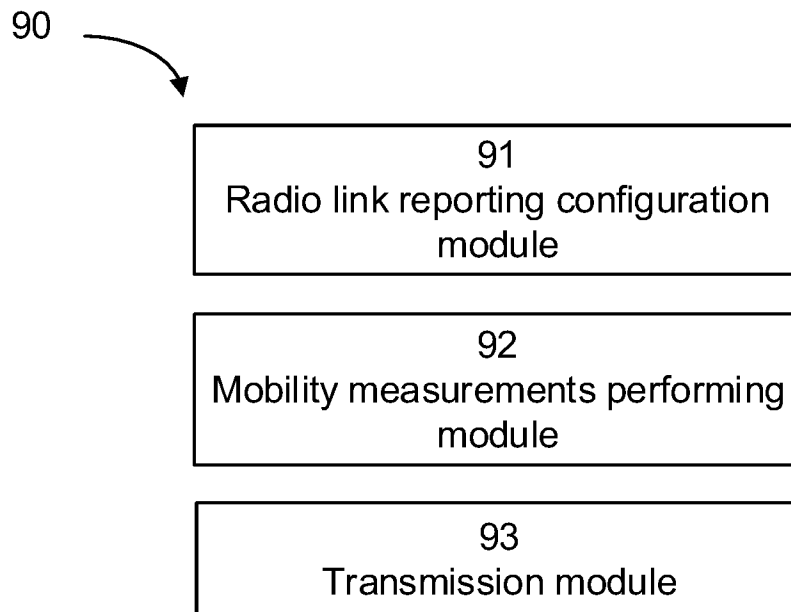 90
91
Radio link reporting configuration
module
92
Mobility measurements performing
module
93
Transmission module